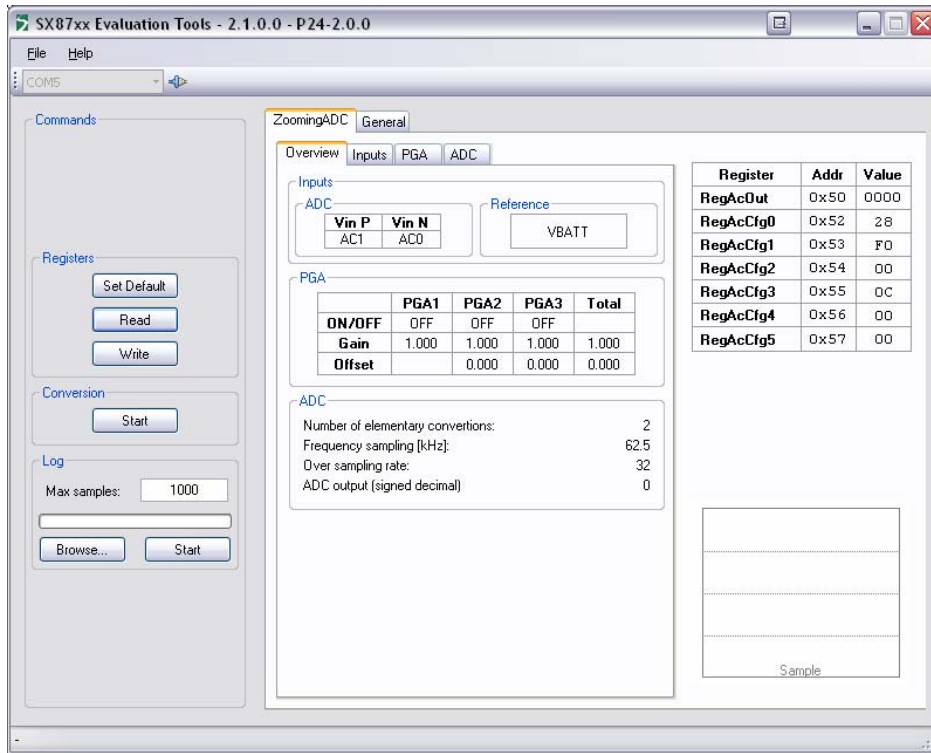 SX87xx Evaluation Tools - 2.1.0.0 - P24-2.0.0
File Help
COM5
Commands
Registers
Set Default
Read
Write
Conversion
Start
Log
Max samples: 1000
Browse... Start
ZoomingADC General
Overview Inputs PGA ADC
Inputs
ADC
Vin P Vin N
AC1 AC0
Reference
VBATT
PGA
PGA1 PGA2 PGA3 Total
ON/OFF OFF OFF OFF
Gain 1.000 1.000 1.000 1.000
Offset 0.000 0.000 0.000
ADC
Number of elementary convertions: 2
Frequency sampling [kHz]: 62.5
Over sampling rate: 32
ADC output (signed decimal) 0
Register Addr Value
RegAcOut 0x50 0000
RegAcCfg0 0x52 28
RegAcCfg1 0x53 F0
RegAcCfg2 0x54 00
RegAcCfg3 0x55 0C
RegAcCfg4 0x56 00
RegAcCfg5 0x57 00
Sample
-